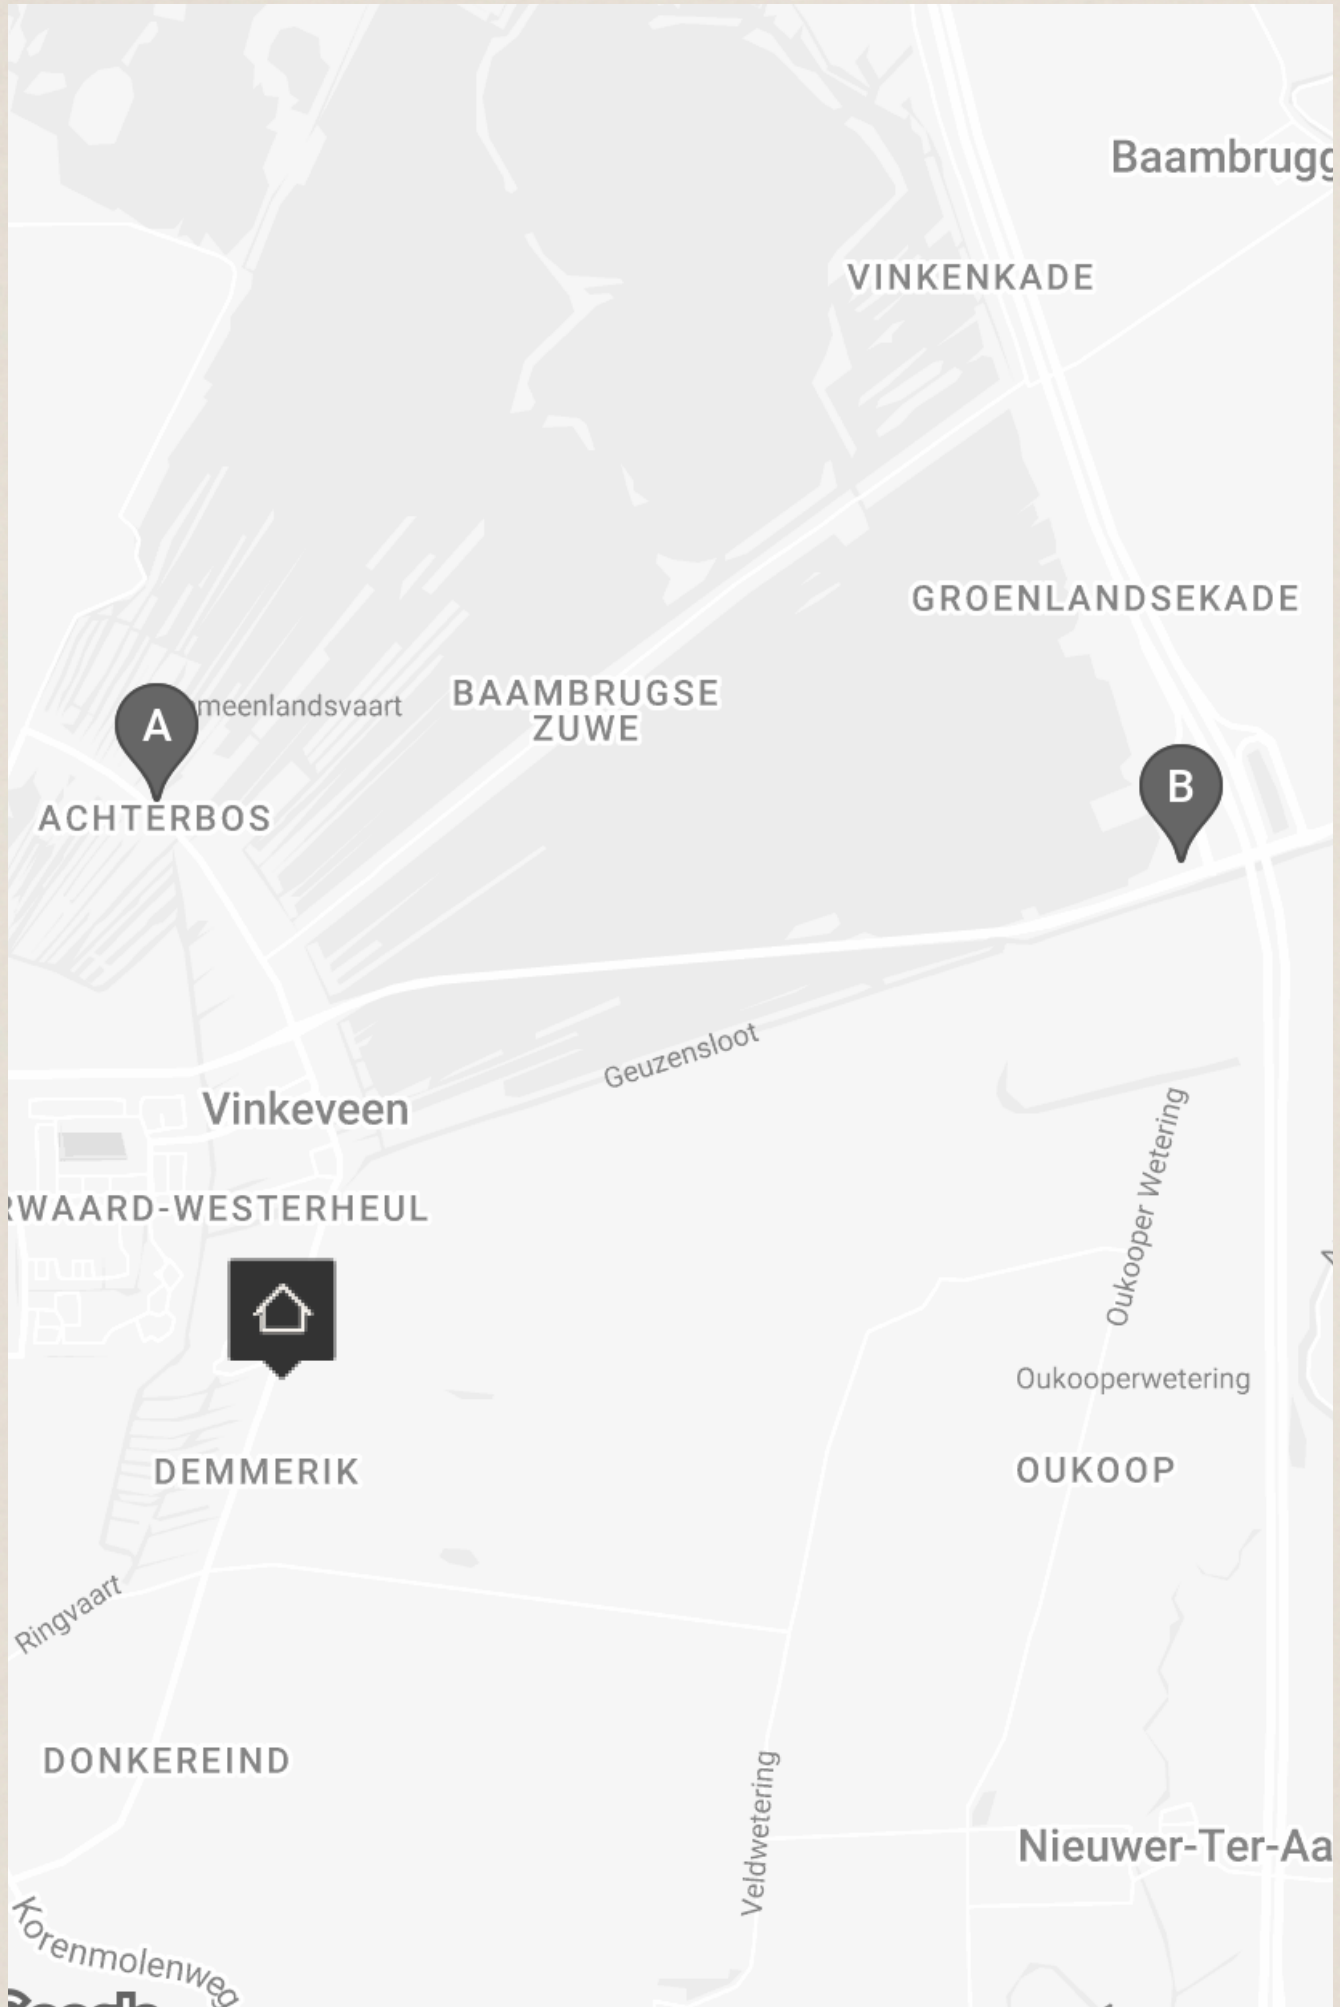 Baambrugg
VINKENKADE
GROENLANDSEKADE
A
meenlandsvaart
BAAMBRUGSE
ZUWE
B
ACHTERBOS
Geuzensloot
Vinkeveen
Oukooper Wetering
RWAARD-WESTERHEUL
Oukooperwetering
DEMMERIK
OUKOOP
Ringvaart
DONKEREIND
Veldwetering
Nieuwer-Ter-Aa
Korenmolenweg